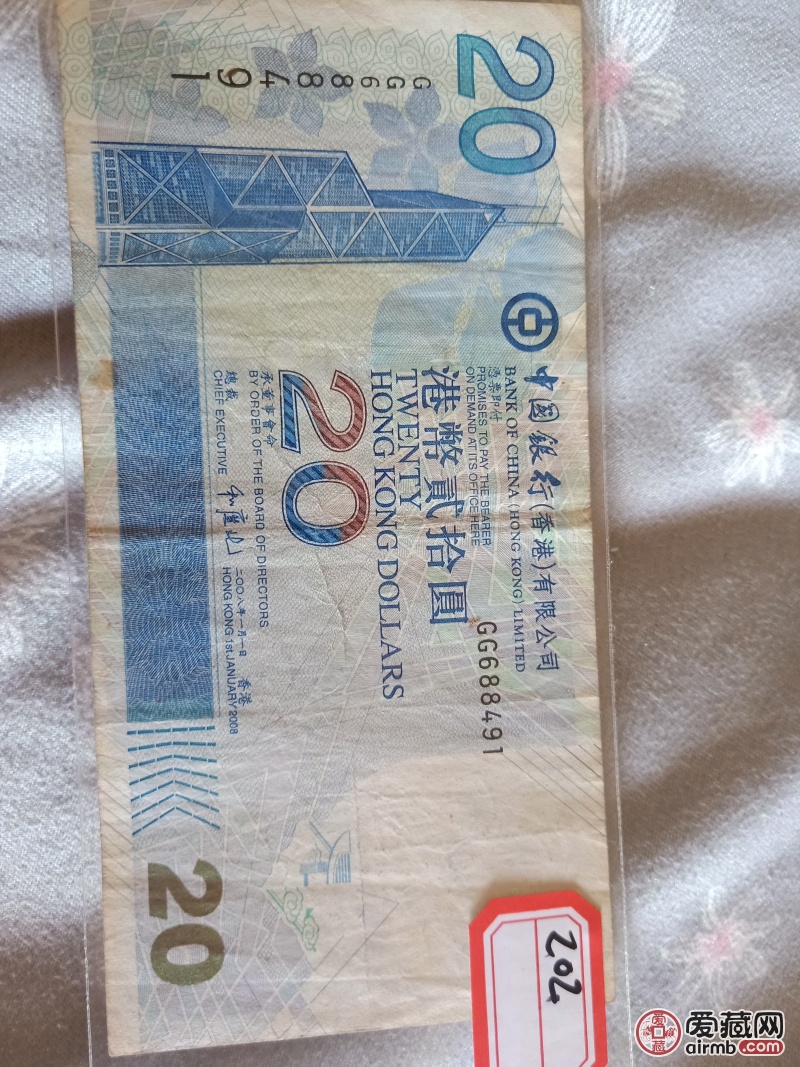 20
GG688491
中國銀行(香港)有限公司
BANK OF CHINA (HONG KONG) LIMITED
憑票即付
PROMISES TO PAY THE BEARER
ON DEMAND AT ITS OFFICE HERE
GG688491
港幣貳拾圓
TWENTY
HONG KONG DOLLARS
20
承董事會命
BY ORDER OF THE BOARD OF DIRECTORS
總裁
CHIEF EXECUTIVE
二〇〇八年一月一日 香港
HONG KONG 1st JANUARY 2008
20
202
爱藏网
airmb.com